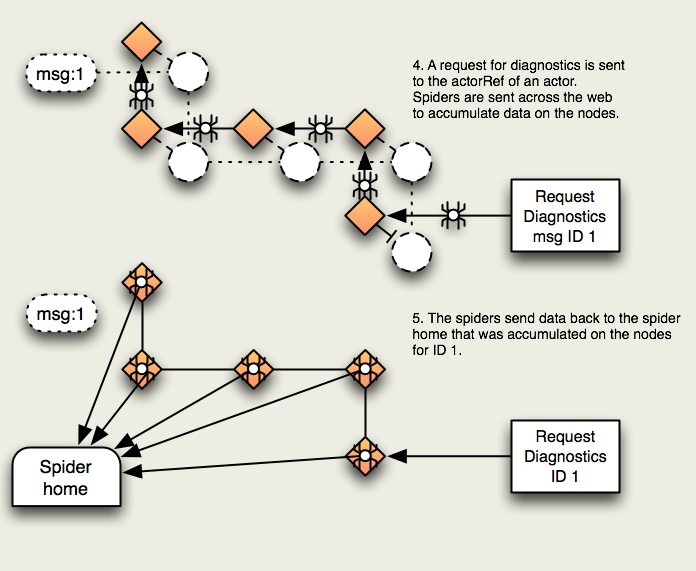 msg:1
4. A request for diagnostics is sent
to the actorRef of an actor.
Spiders are sent across the web
to accumulate data on the nodes.
Request
Diagnostics
msg ID 1
msg:1
5. The spiders send data back to the spider
home that was accumulated on the nodes
for ID 1.
Request
Diagnostics
ID 1
Spider
home